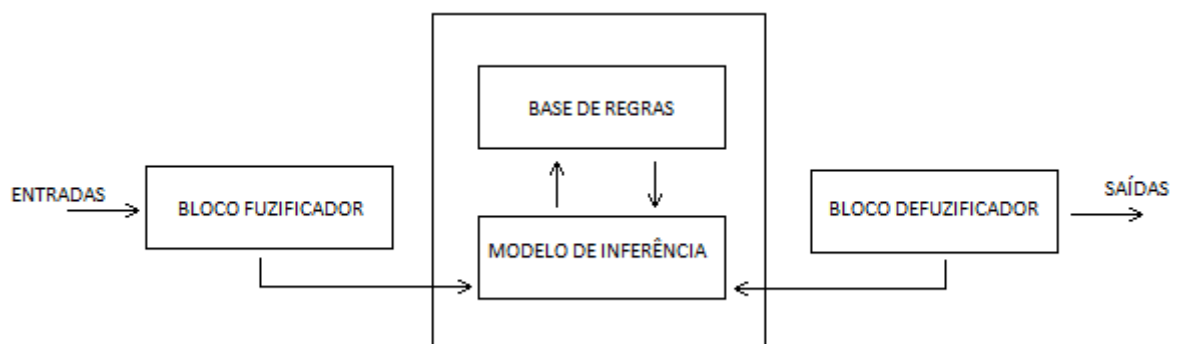 BASE DE REGRAS
ENTRADAS
BLOCO FUZIFICADOR
MODELO DE INFERÊNCIA
BLOCO DEFUZIFICADOR
SAÍDAS